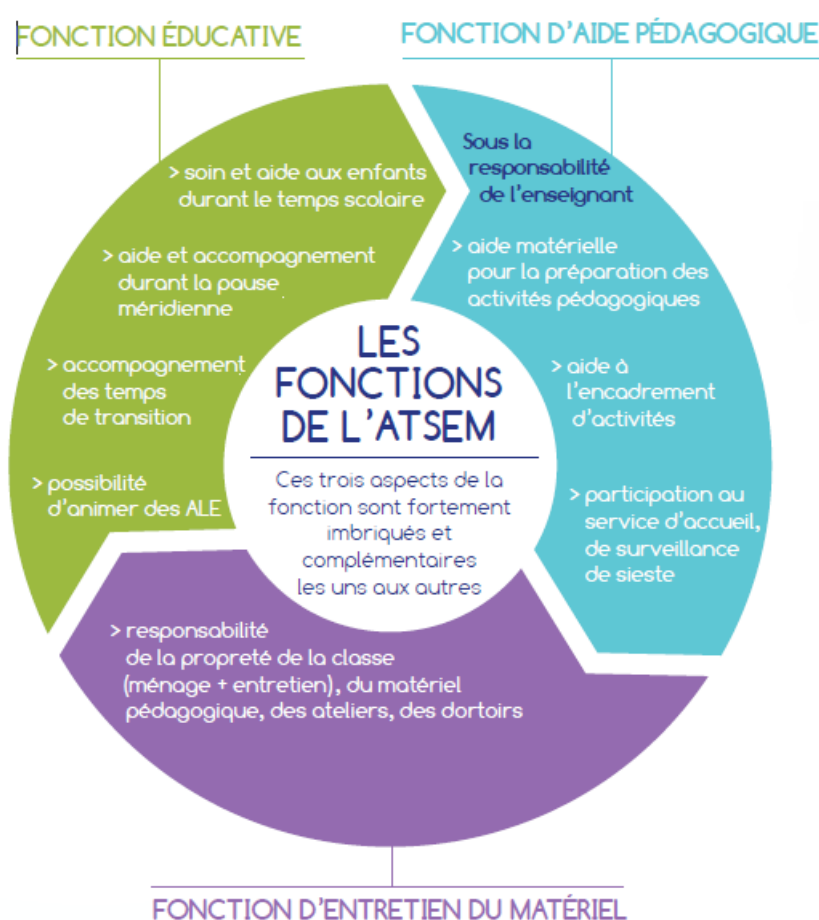 FONCTION ÉDUCATIVE
FONCTION D'AIDE PÉDAGOGIQUE
> soin et aide aux enfants
durant le temps scolaire
> aide et accompagnement
durant la pause
méridienne
> accompagnement
des temps
de transition
> possibilité
d'animer des ALE
Sous la
responsabilité
de l'enseignant
> aide matérielle
pour la préparation des
activités pédagogiques
> aide à
l'encadrement
d'activités
> participation au
service d'accueil,
de surveillance
de sieste
LES
FONCTIONS
DE L'ATSEM
Ces trois aspects de la
fonction sont fortement
imbriqués et
complémentaires
les uns aux autres
> responsabilité
de la propreté de la classe
(ménage + entretien), du matériel
pédagogique, des ateliers, des dortoirs
FONCTION D'ENTRETIEN DU MATÉRIEL